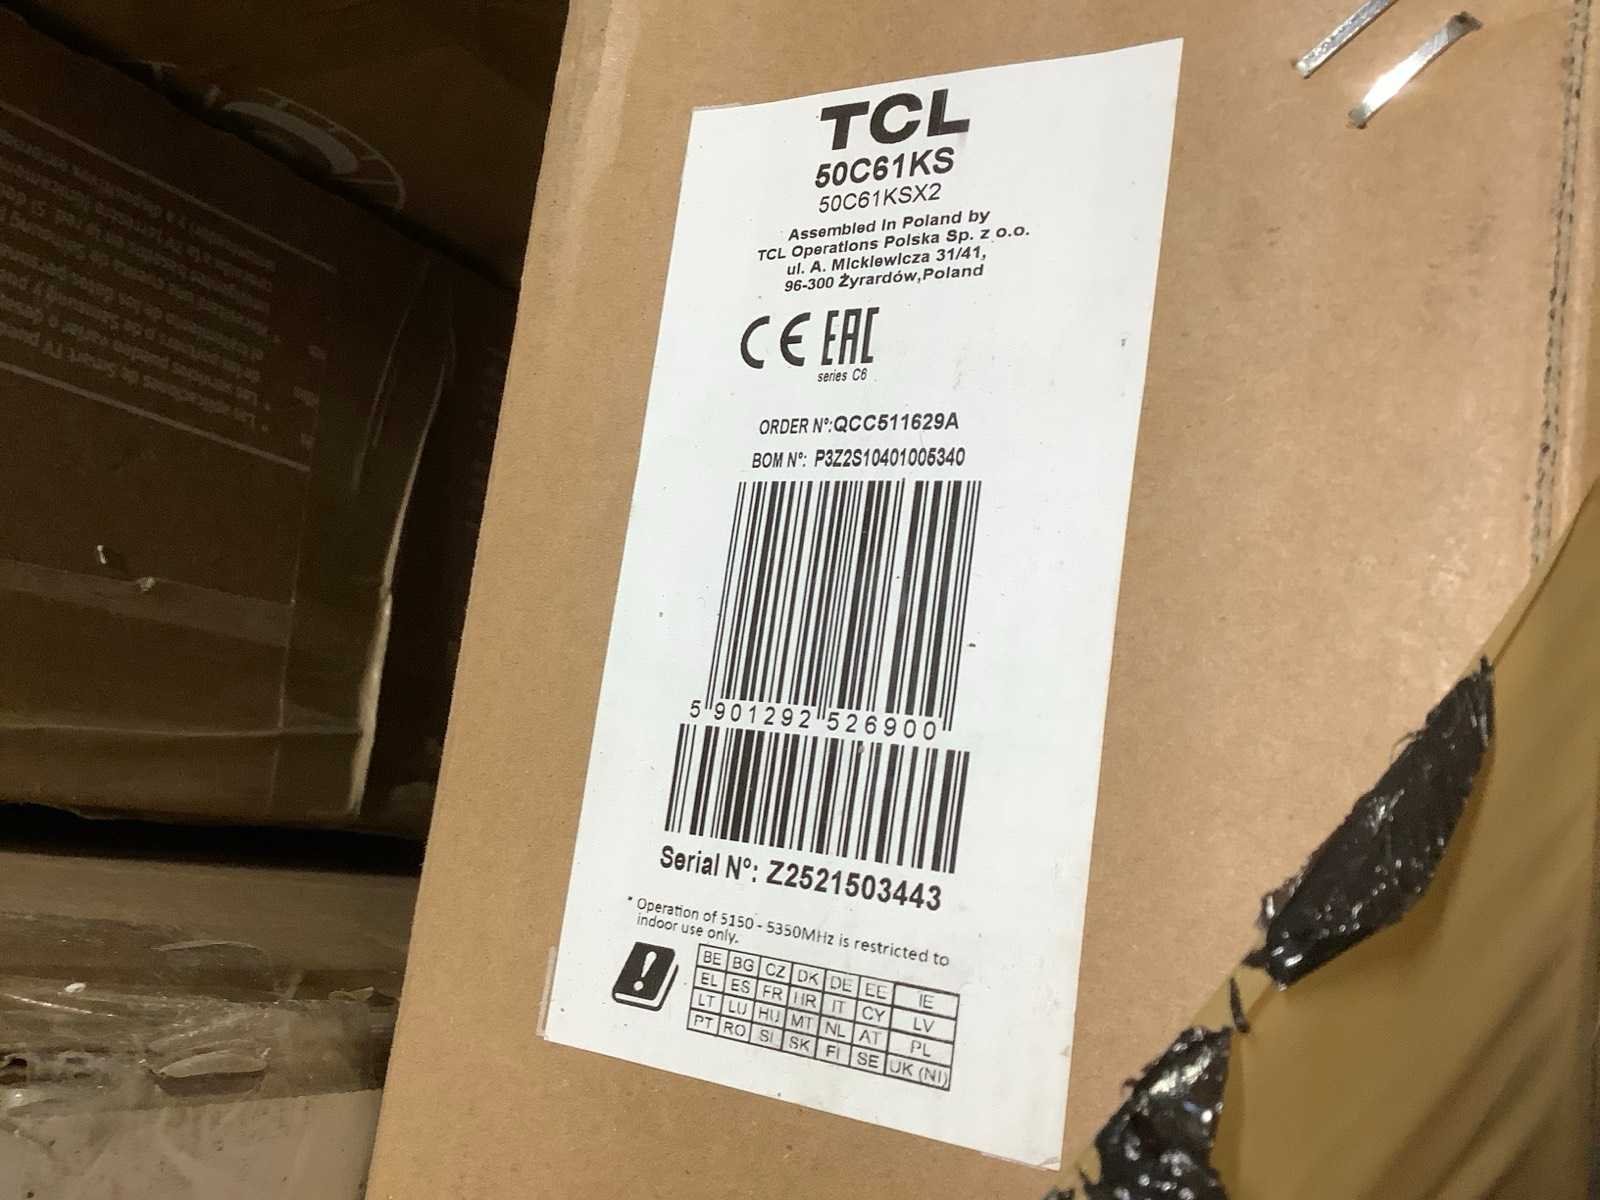 TCL
50C61KS
50C61KSX2
Assembled in Poland by
TCL Operations Polska Sp. z o.o.
ul. A. Mickiewicza 31/41,
96-300 Żyrardów,Poland
CE EAC
series C6
ORDER Nº:QCC511629A
BOM Nº: P3Z2S10401005340
5 901292 526900
Serial Nº: Z2521503443
* Operation of 5150 - 5350MHz is restricted to
indoor use only.
BE BG CZ DK DE EE IE
EL ES FR HR IT CY LV
LT LU HU MT NL AT PL
PT RO SI SK FI SE UK (NI)